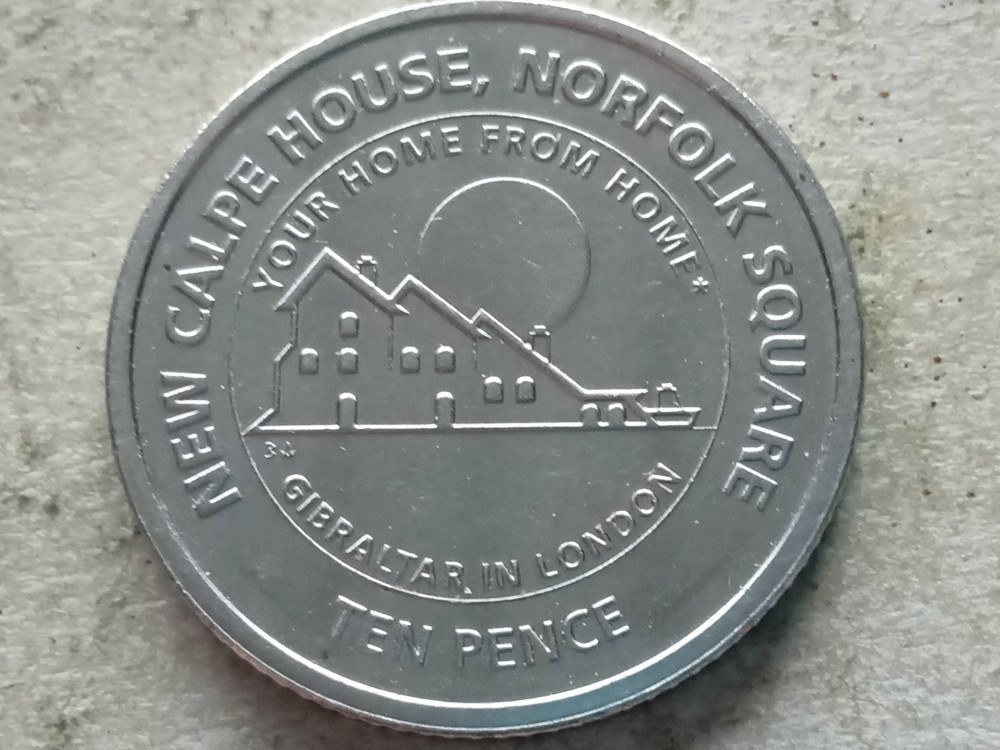 NEW CALPE HOUSE, NORFOLK SQUARE
YOUR HOME FROM HOME*
GIBRALTAR IN LONDON
TEN PENCE